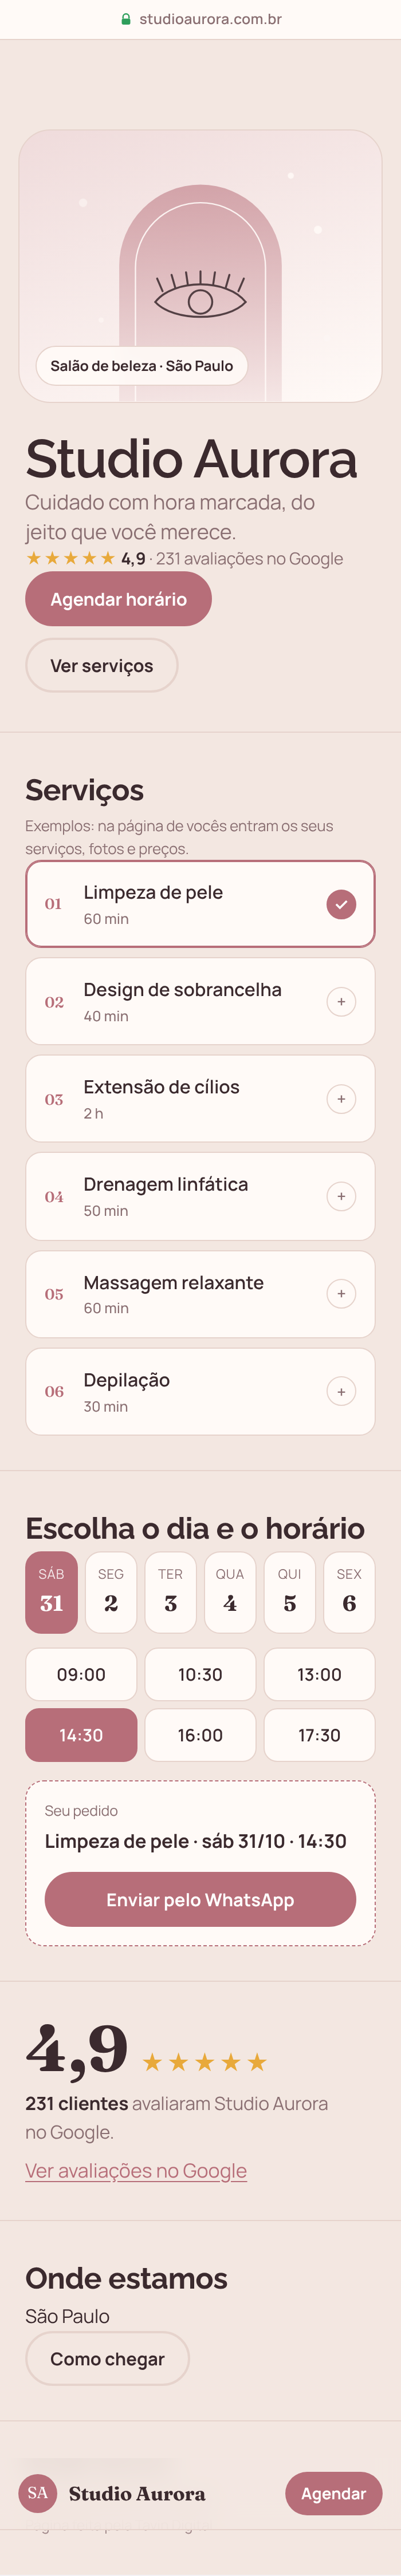 studioaurora.com.br
Salão de beleza · São Paulo
Studio Aurora
Cuidado com hora marcada, do
jeito que você merece.
★★★★★ 4,9 · 231 avaliações no Google
Agendar horário
Ver serviços
Serviços
Exemplos: na página de vocês entram os seus
serviços, fotos e preços.
01 Limpeza de pele
60 min
02 Design de sobrancelha +
40 min
03 Extensão de cílios +
2 h
04 Drenagem linfática +
50 min
05 Massagem relaxante +
60 min
06 Depilação +
30 min
Escolha o dia e o horário
SÁB SEG TER QUA QUI SEX
31 2 3 4 5 6
09:00 10:30 13:00
14:30 16:00 17:30
Seu pedido
Limpeza de pele · sáb 31/10 · 14:30
Enviar pelo WhatsApp
4,9 ★★★★★
231 clientes avaliaram Studio Aurora
no Google.
Ver avaliações no Google
Onde estamos
São Paulo
Como chegar
SA Studio Aurora Agendar